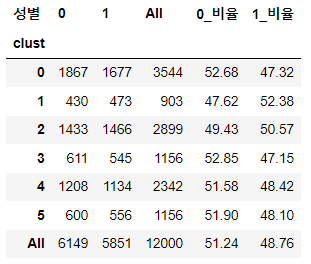 성별 0 1 All 0_비율 1_비율
clust
0 1867 1677 3544 52.68 47.32
1 430 473 903 47.62 52.38
2 1433 1466 2899 49.43 50.57
3 611 545 1156 52.85 47.15
4 1208 1134 2342 51.58 48.42
5 600 556 1156 51.90 48.10
All 6149 5851 12000 51.24 48.76